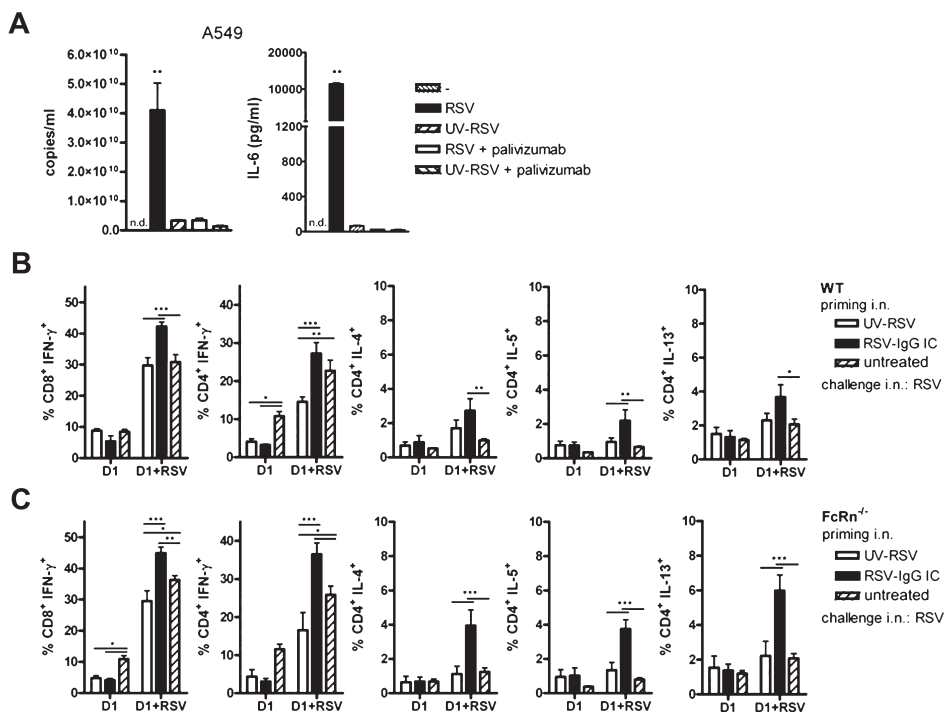 A
A549
copies/ml
6.0×10¹⁰
5.0×10¹⁰
4.0×10¹⁰
3.0×10¹⁰
2.0×10¹⁰
1.0×10¹⁰
0.0
n.d.
••
IL-6 (pg/ml)
20000
10000
1200
800
400
0
n.d.
••
-
RSV
UV-RSV
RSV + palivizumab
UV-RSV + palivizumab
B
% CD8⁺ IFN-γ⁺
50
40
30
20
10
0
•••
D1 D1+RSV
% CD4⁺ IFN-γ⁺
40
30
20
10
0
•
•••
••
D1 D1+RSV
% CD4⁺ IL-4⁺
10
8
6
4
2
0
••
D1 D1+RSV
% CD4⁺ IL-5⁺
10
8
6
4
2
0
••
D1 D1+RSV
% CD4⁺ IL-13⁺
10
8
6
4
2
0
•
D1 D1+RSV
WT
priming i.n.
UV-RSV
RSV-IgG IC
untreated
challenge i.n.: RSV
C
% CD8⁺ IFN-γ⁺
50
40
30
20
10
0
•
•••
•
••
D1 D1+RSV
% CD4⁺ IFN-γ⁺
40
30
20
10
0
•••
•
D1 D1+RSV
% CD4⁺ IL-4⁺
10
8
6
4
2
0
•••
D1 D1+RSV
% CD4⁺ IL-5⁺
10
8
6
4
2
0
•••
D1 D1+RSV
% CD4⁺ IL-13⁺
10
8
6
4
2
0
•••
D1 D1+RSV
FcRn⁻/⁻
priming i.n.
UV-RSV
RSV-IgG IC
untreated
challenge i.n.: RSV